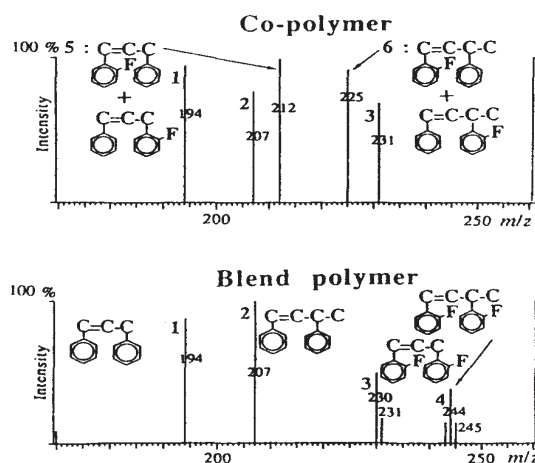 Co-polymer
100 % 5 :
6 :
C=C-C
F
C=C-C-C
F
1
+
+
194
2
212
225
3
C=C-C
F
207
231
C=C-C-C
F
Intensity
200
250 m/z
Blend polymer
100 %
C=C-C-C
F F
1
2
C=C-C
C=C-C-C
C=C-C
F F
194
207
3
230
231
4
244
245
Intensity
200
250 m/z